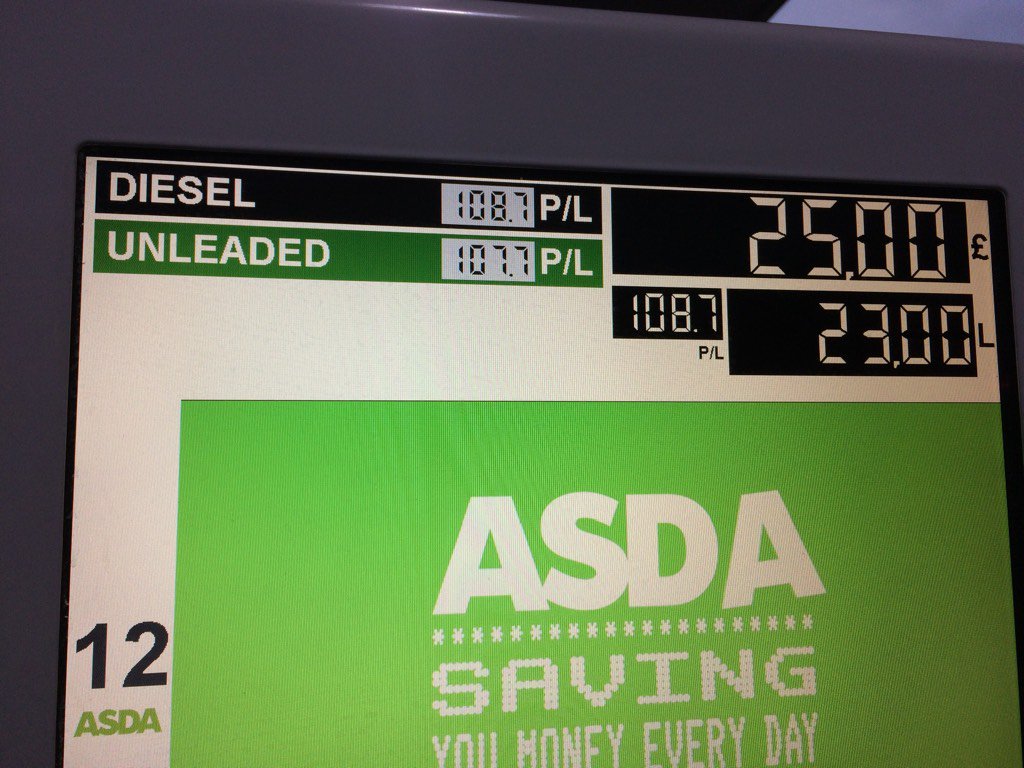 DIESEL 108.7 P/L
UNLEADED 107.7 P/L
25,00 £
108.7 P/L
23,00 L
ASDA
********************
SAVING
YOU MONEY EVERY DAY
12
ASDA